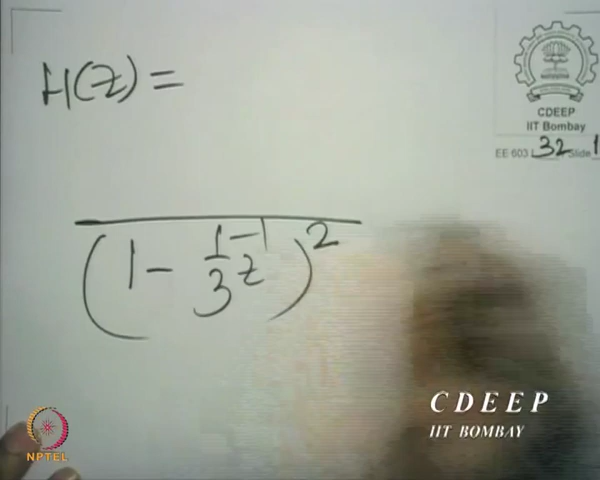 H(z) =
(1 - 1/3 z^-1)^2
CDEEP
IIT Bombay
EE 603 L 32 Slide 1
CDEEP
IIT BOMBAY
NPTEL